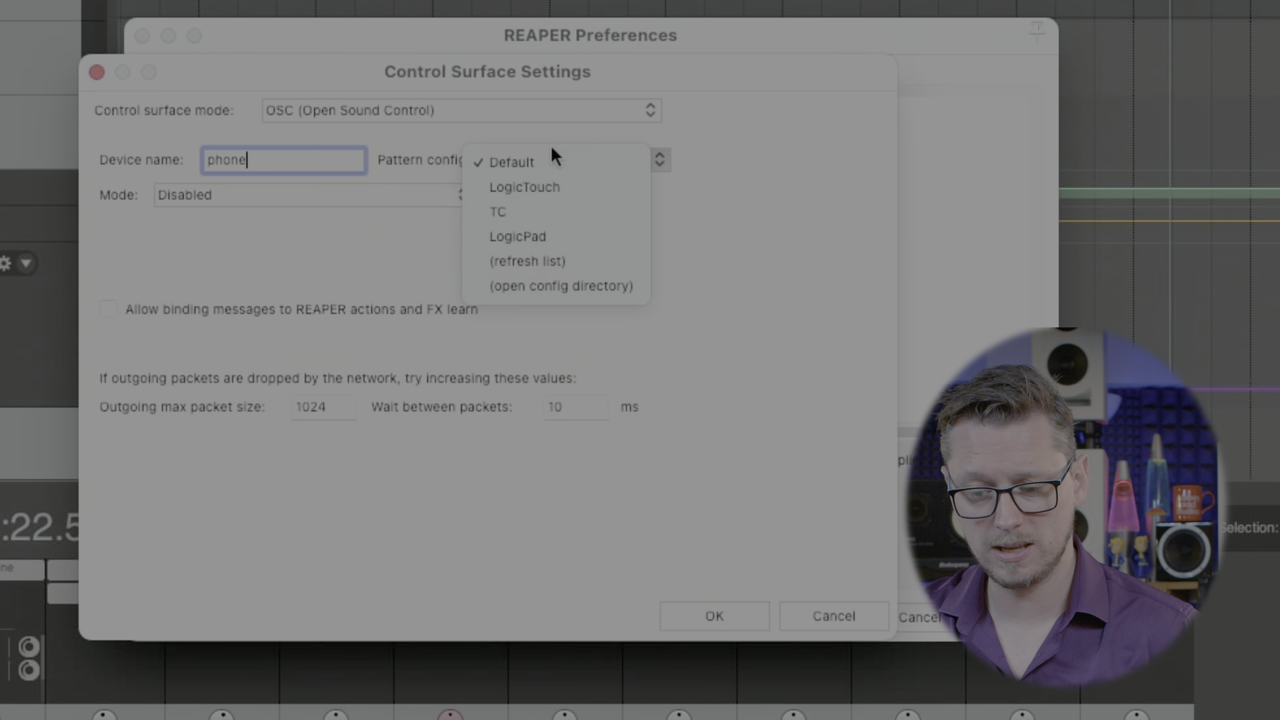 REAPER Preferences
Control Surface Settings
Control surface mode: OSC (Open Sound Control)
Device name: phone Pattern config
✓ Default
LogicTouch
TC
LogicPad
(refresh list)
(open config directory)
Mode: Disabled
Allow binding messages to REAPER actions and FX learn
If outgoing packets are dropped by the network, try increasing these values:
Outgoing max packet size: 1024 Wait between packets: 10 ms
OK Cancel
Cancel
:22.5
Selection: